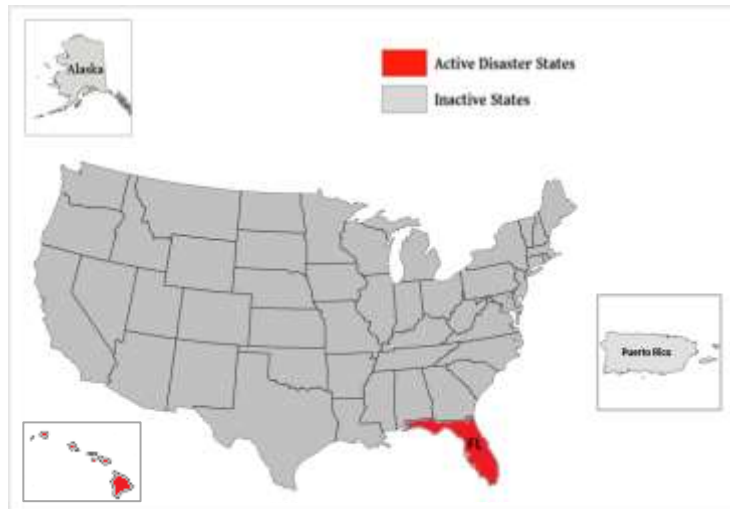 Alaska
Active Disaster States
Inactive States
Puerto Rico
FL